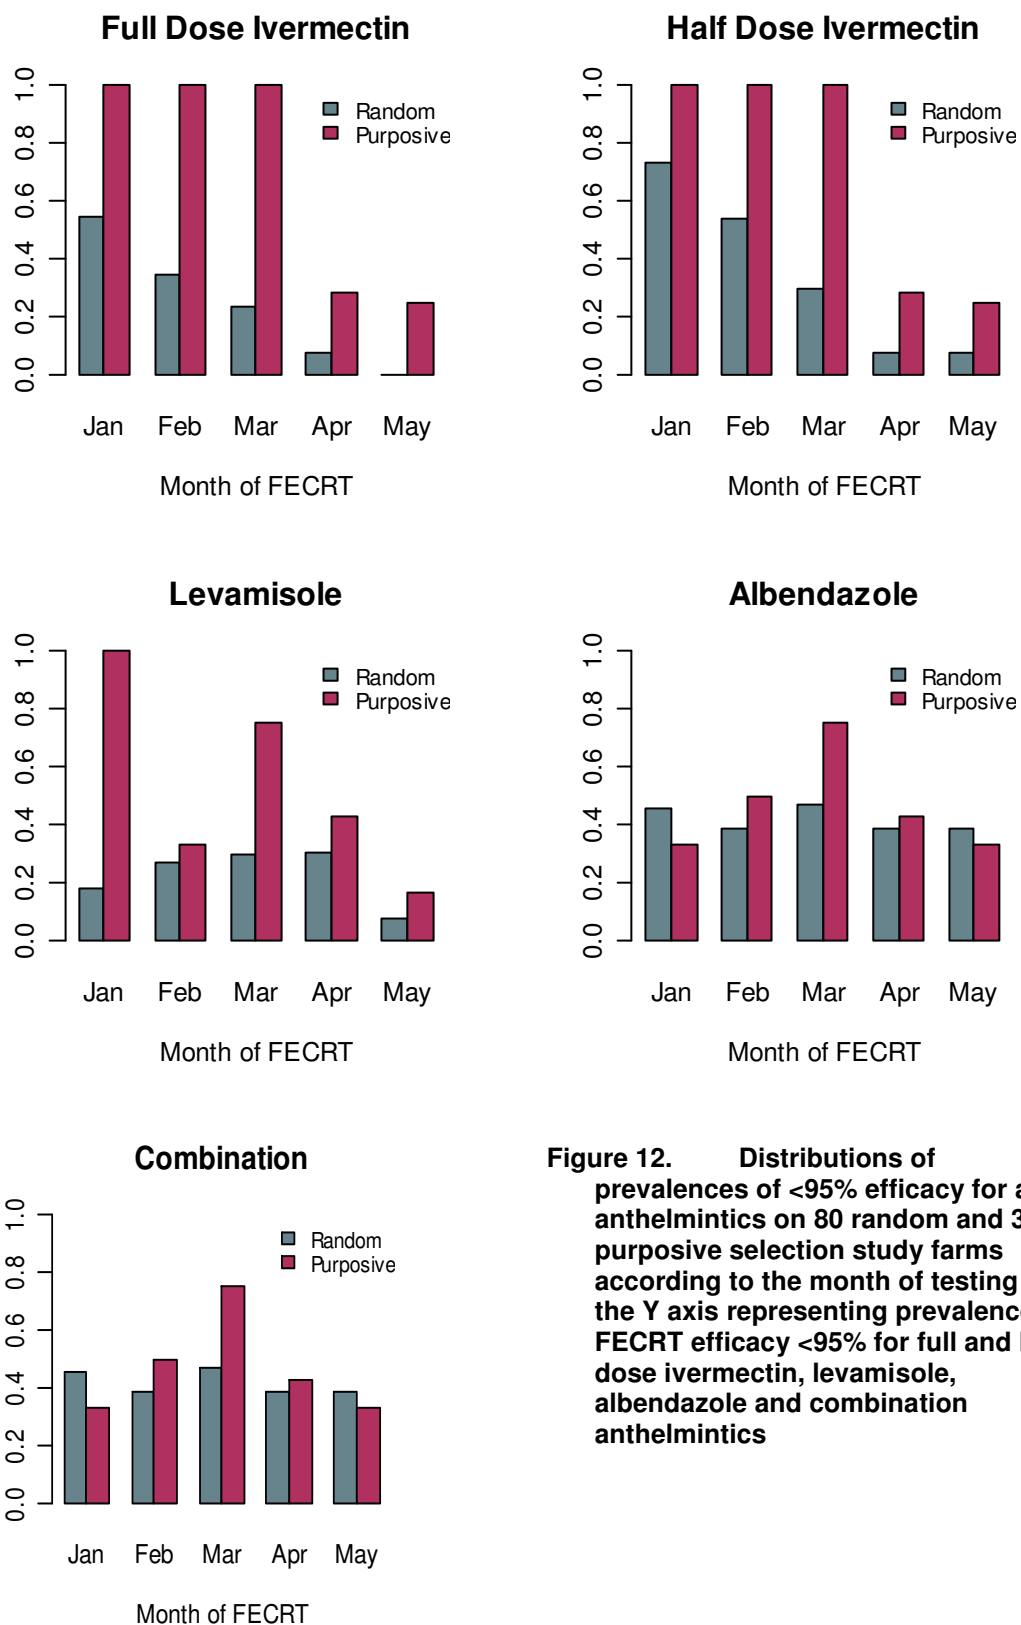 Full Dose Ivermectin
1.0
0.8
0.6
0.4
0.2
0.0
Random
Purposive
Jan Feb Mar Apr May
Month of FECRT
Half Dose Ivermectin
1.0
0.8
0.6
0.4
0.2
0.0
Random
Purposive
Jan Feb Mar Apr May
Month of FECRT
Levamisole
1.0
0.8
0.6
0.4
0.2
0.0
Random
Purposive
Jan Feb Mar Apr May
Month of FECRT
Albendazole
1.0
0.8
0.6
0.4
0.2
0.0
Random
Purposive
Jan Feb Mar Apr May
Month of FECRT
Combination
1.0
0.8
0.6
0.4
0.2
0.0
Random
Purposive
Jan Feb Mar Apr May
Month of FECRT
Figure 12. Distributions of
prevalences of <95% efficacy for
anthelmintics on 80 random and
purposive selection study farms
according to the month of testing
the Y axis representing
FECRT efficacy <95% for full and
dose ivermectin, levamisole,
albendazole and combination
anthelmintics